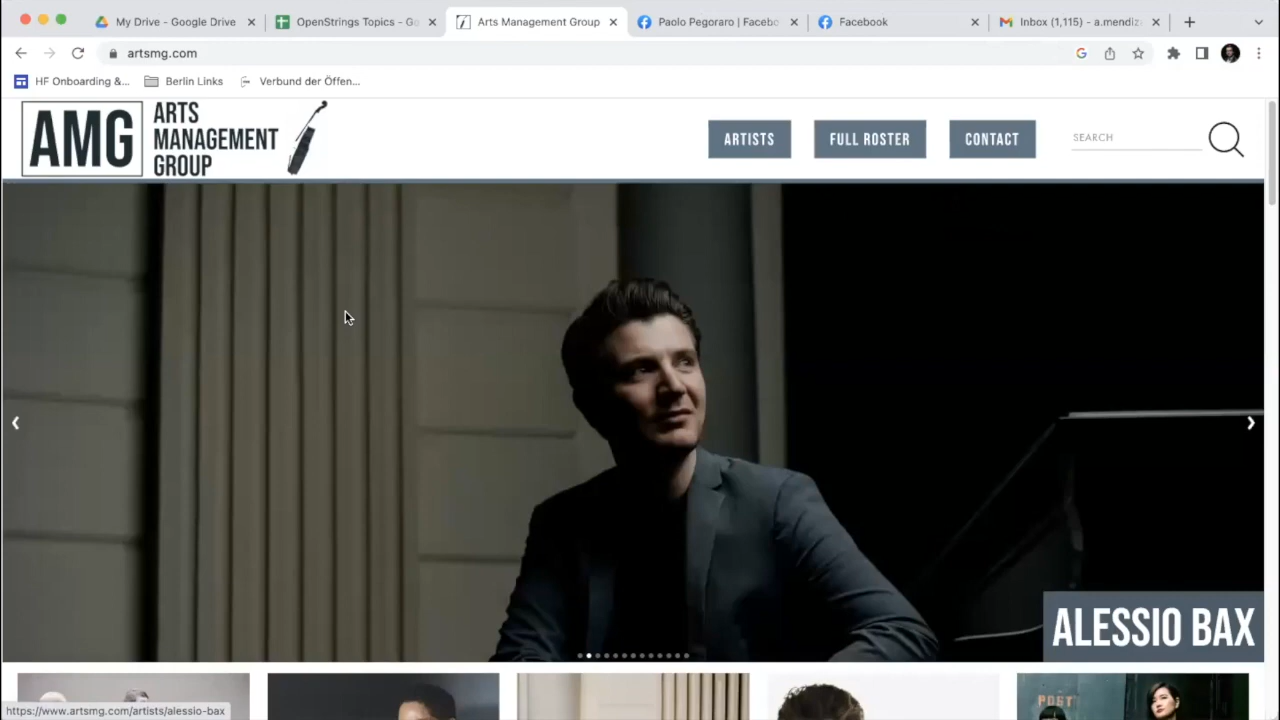 My Drive - Google Drive
OpenStrings Topics - Go
Arts Management Group
Paolo Pegoraro | Facebo
Facebook
Inbox (1,115) - a.mendiz
artsmg.com
HF Onboarding &...
Berlin Links
Verbund der Öffen...
AMG
ARTS
MANAGEMENT
GROUP
ARTISTS
FULL ROSTER
CONTACT
SEARCH
ALESSIO BAX
POST
https://www.artsmg.com/artists/alessio-bax